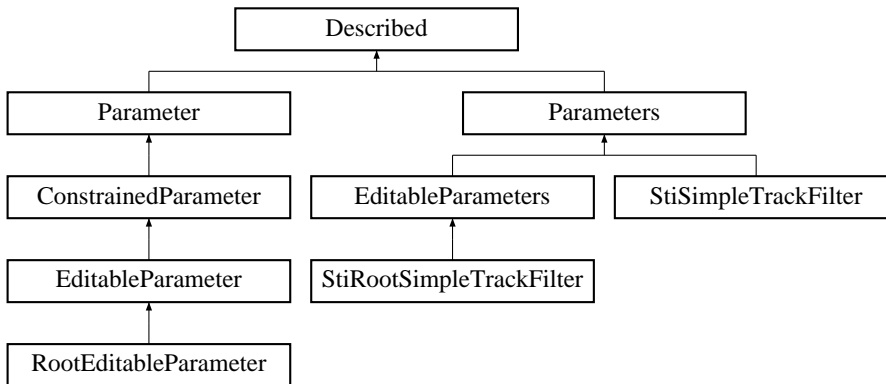 Described
Parameter
Parameters
ConstrainedParameter
EditableParameters
StiSimpleTrackFilter
EditableParameter
StiRootSimpleTrackFilter
RootEditableParameter